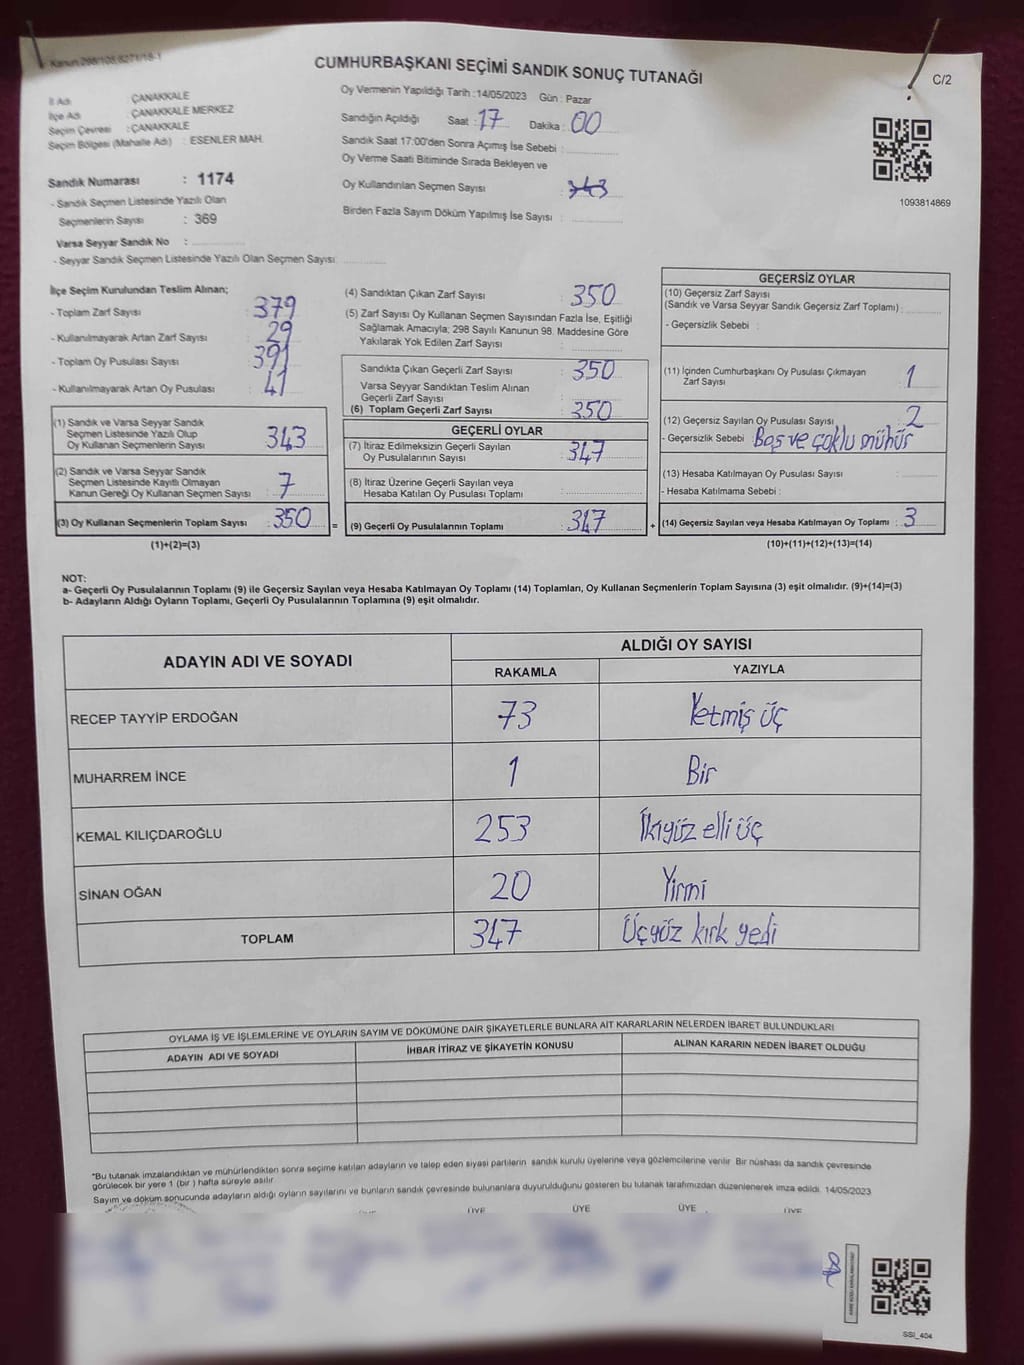 Kanun:298/105,6271/18-1
CUMHURBAŞKANI SEÇİMİ SANDIK SONUÇ TUTANAĞI
C/2
İl Adı : ÇANAKKALE
İlçe Adı : ÇANAKKALE MERKEZ
Seçim Çevresi : ÇANAKKALE
Seçim Bölgesi (Mahalle Adı) : ESENLER MAH.
Oy Vermenin Yapıldığı Tarih :14/05/2023 Gün : Pazar
Sandığın Açıldığı Saat : 17 Dakika : 00
Sandık Saat 17:00'den Sonra Açımış İse Sebebi :
Oy Verme Saati Bitiminde Sırada Bekleyen ve
Oy Kullandırılan Seçmen Sayısı : 343
Birden Fazla Sayım Döküm Yapılmış İse Sayısı :
1093814869
Sandık Numarası : 1174
- Sandık Seçmen Listesinde Yazılı Olan
Seçmenlerin Sayısı : 369
Varsa Seyyar Sandık No :
- Seyyar Sandık Seçmen Listesinde Yazılı Olan Seçmen Sayısı:
İlçe Seçim Kurulundan Teslim Alınan;
- Toplam Zarf Sayısı : 379
- Kullanılmayarak Artan Zarf Sayısı : 29
- Toplam Oy Pusulası Sayısı : 391
- Kullanılmayarak Artan Oy Pusulası : 41
(1) Sandık ve Varsa Seyyar Sandık
Seçmen Listesinde Yazılı Olup
Oy Kullanan Seçmenlerin Sayısı : 343
(2) Sandık ve Varsa Seyyar Sandık
Seçmen Listesinde Kayıtlı Olmayan
Kanun Gereği Oy Kullanan Seçmen Sayısı : 7
(3) Oy Kullanan Seçmenlerin Toplam Sayısı : 350 =
(1)+(2)=(3)
(4) Sandıktan Çıkan Zarf Sayısı : 350
(5) Zarf Sayısı Oy Kullanan Seçmen Sayısından Fazla İse, Eşitliği
Sağlamak Amacıyla; 298 Sayılı Kanunun 98. Maddesine Göre
Yakılarak Yok Edilen Zarf Sayısı :
Sandıkta Çıkan Geçerli Zarf Sayısı : 350
Varsa Seyyar Sandıktan Teslim Alınan
Geçerli Zarf Sayısı :
(6) Toplam Geçerli Zarf Sayısı : 350
GEÇERLİ OYLAR
(7) İtiraz Edilmeksizin Geçerli Sayılan
Oy Pusulalarının Sayısı : 347
(8) İtiraz Üzerine Geçerli Sayılan veya
Hesaba Katılan Oy Pusulası Toplamı :
(9) Geçerli Oy Pusulalarının Toplamı : 347 +
GEÇERSİZ OYLAR
(10) Geçersiz Zarf Sayısı
(Sandık ve Varsa Seyyar Sandık Geçersiz Zarf Toplamı) :
- Geçersizlik Sebebi :
(11) İçinden Cumhurbaşkanı Oy Pusulası Çıkmayan
Zarf Sayısı : 1
(12) Geçersiz Sayılan Oy Pusulası Sayısı : 2
- Geçersizlik Sebebi : Boş ve çoklu mühür
(13) Hesaba Katılmayan Oy Pusulası Sayısı :
- Hesaba Katılmama Sebebi :
(14) Geçersiz Sayılan veya Hesaba Katılmayan Oy Toplamı : 3
(10)+(11)+(12)+(13)=(14)
NOT:
a- Geçerli Oy Pusulalarının Toplamı (9) ile Geçersiz Sayılan veya Hesaba Katılmayan Oy Toplamı (14) Toplamları, Oy Kullanan Seçmenlerin Toplam Sayısına (3) eşit olmalıdır. (9)+(14)=(3)
b- Adayların Aldığı Oyların Toplamı, Geçerli Oy Pusulalarının Toplamına (9) eşit olmalıdır.
ADAYIN ADI VE SOYADI ALDIĞI OY SAYISI
RAKAMLA YAZIYLA
RECEP TAYYİP ERDOĞAN 73 Yetmiş üç
MUHARREM İNCE 1 Bir
KEMAL KILIÇDAROĞLU 253 İkiyüz elli üç
SİNAN OĞAN 20 Yirmi
TOPLAM 347 Üçyüz kırk yedi
OYLAMA İŞ VE İŞLEMLERİNE VE OYLARIN SAYIM VE DÖKÜMÜNE DAİR ŞİKAYETLERLE BUNLARA AİT KARARLARIN NELERDEN İBARET BULUNDUKLARI
ADAYIN ADI VE SOYADI İHBAR İTİRAZ VE ŞİKAYETİN KONUSU ALINAN KARARIN NEDEN İBARET OLDUĞU
*Bu tutanak imzalandıktan ve mühürlendikten sonra seçime katılan adayların ve talep eden siyasi partilerin sandık kurulu üyelerine veya gözlemcilerine verilir. Bir nüshası da sandık çevresinde
görülecek bir yere 1 (bir ) hafta süreyle asılır.
Sayım ve döküm sonucunda adayların aldığı oyların sayılarını ve bunların sandık çevresinde bulunanlara duyurulduğunu gösteren bu tutanak tarafımızdan düzenlenerek imza edildi. 14/05/2023
ÜYE ÜYE ÜYE ÜYE ÜYE
SSI_404